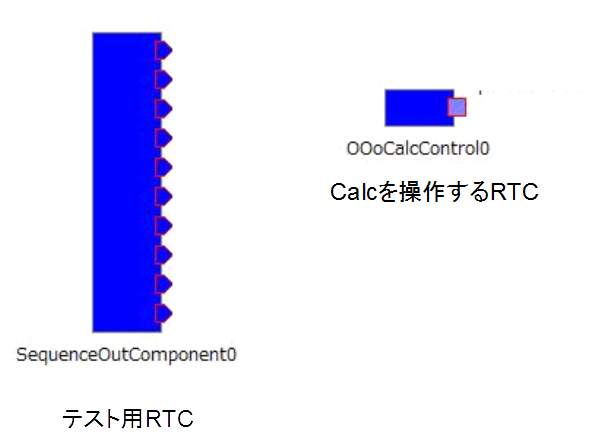 OOoCalcControl0
Calcを操作するRTC
SequenceOutComponent0
テスト用RTC